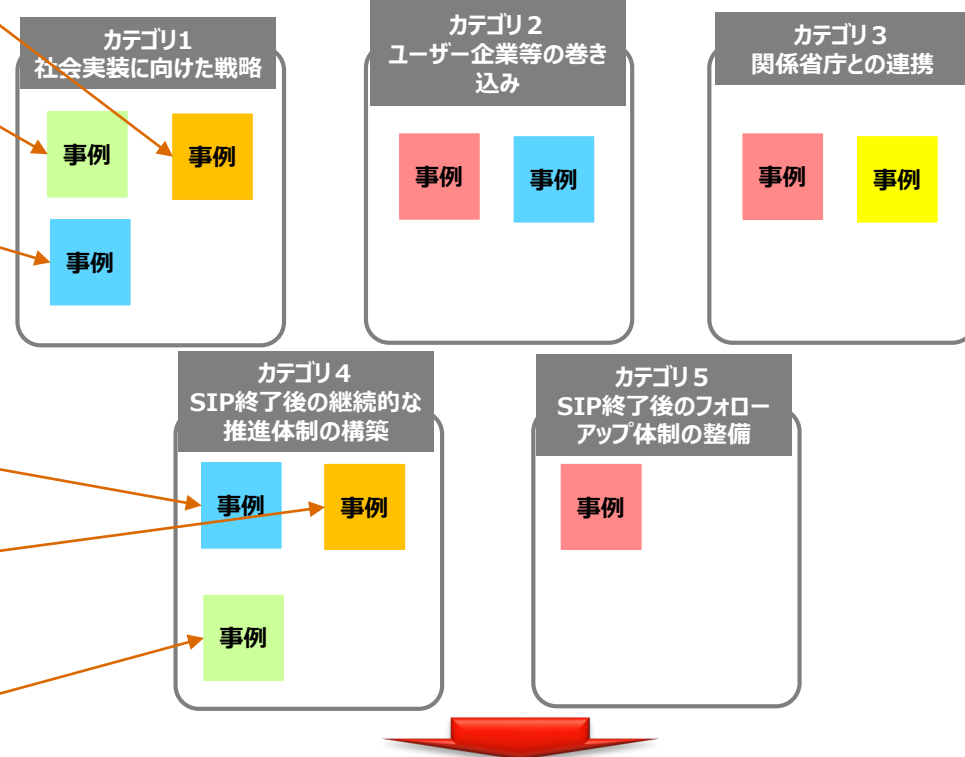 カテゴリ1
社会実装に向けた戦略
事例
事例
事例
カテゴリ２
ユーザー企業等の巻き
込み
事例
事例
カテゴリ３
関係省庁との連携
事例
事例
カテゴリ４
SIP終了後の継続的な
推進体制の構築
事例
事例
事例
カテゴリ５
SIP終了後のフォロー
アップ体制の整備
事例